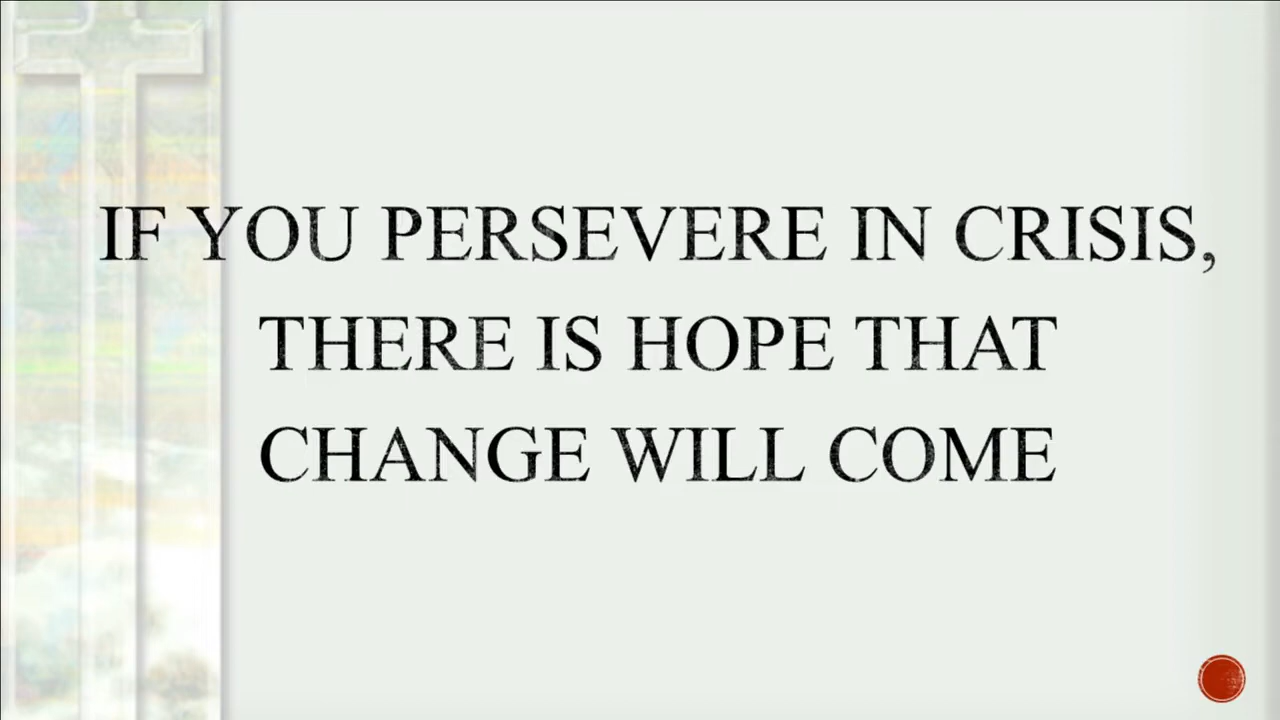 IF YOU PERSEVERE IN CRISIS,
THERE IS HOPE THAT
CHANGE WILL COME